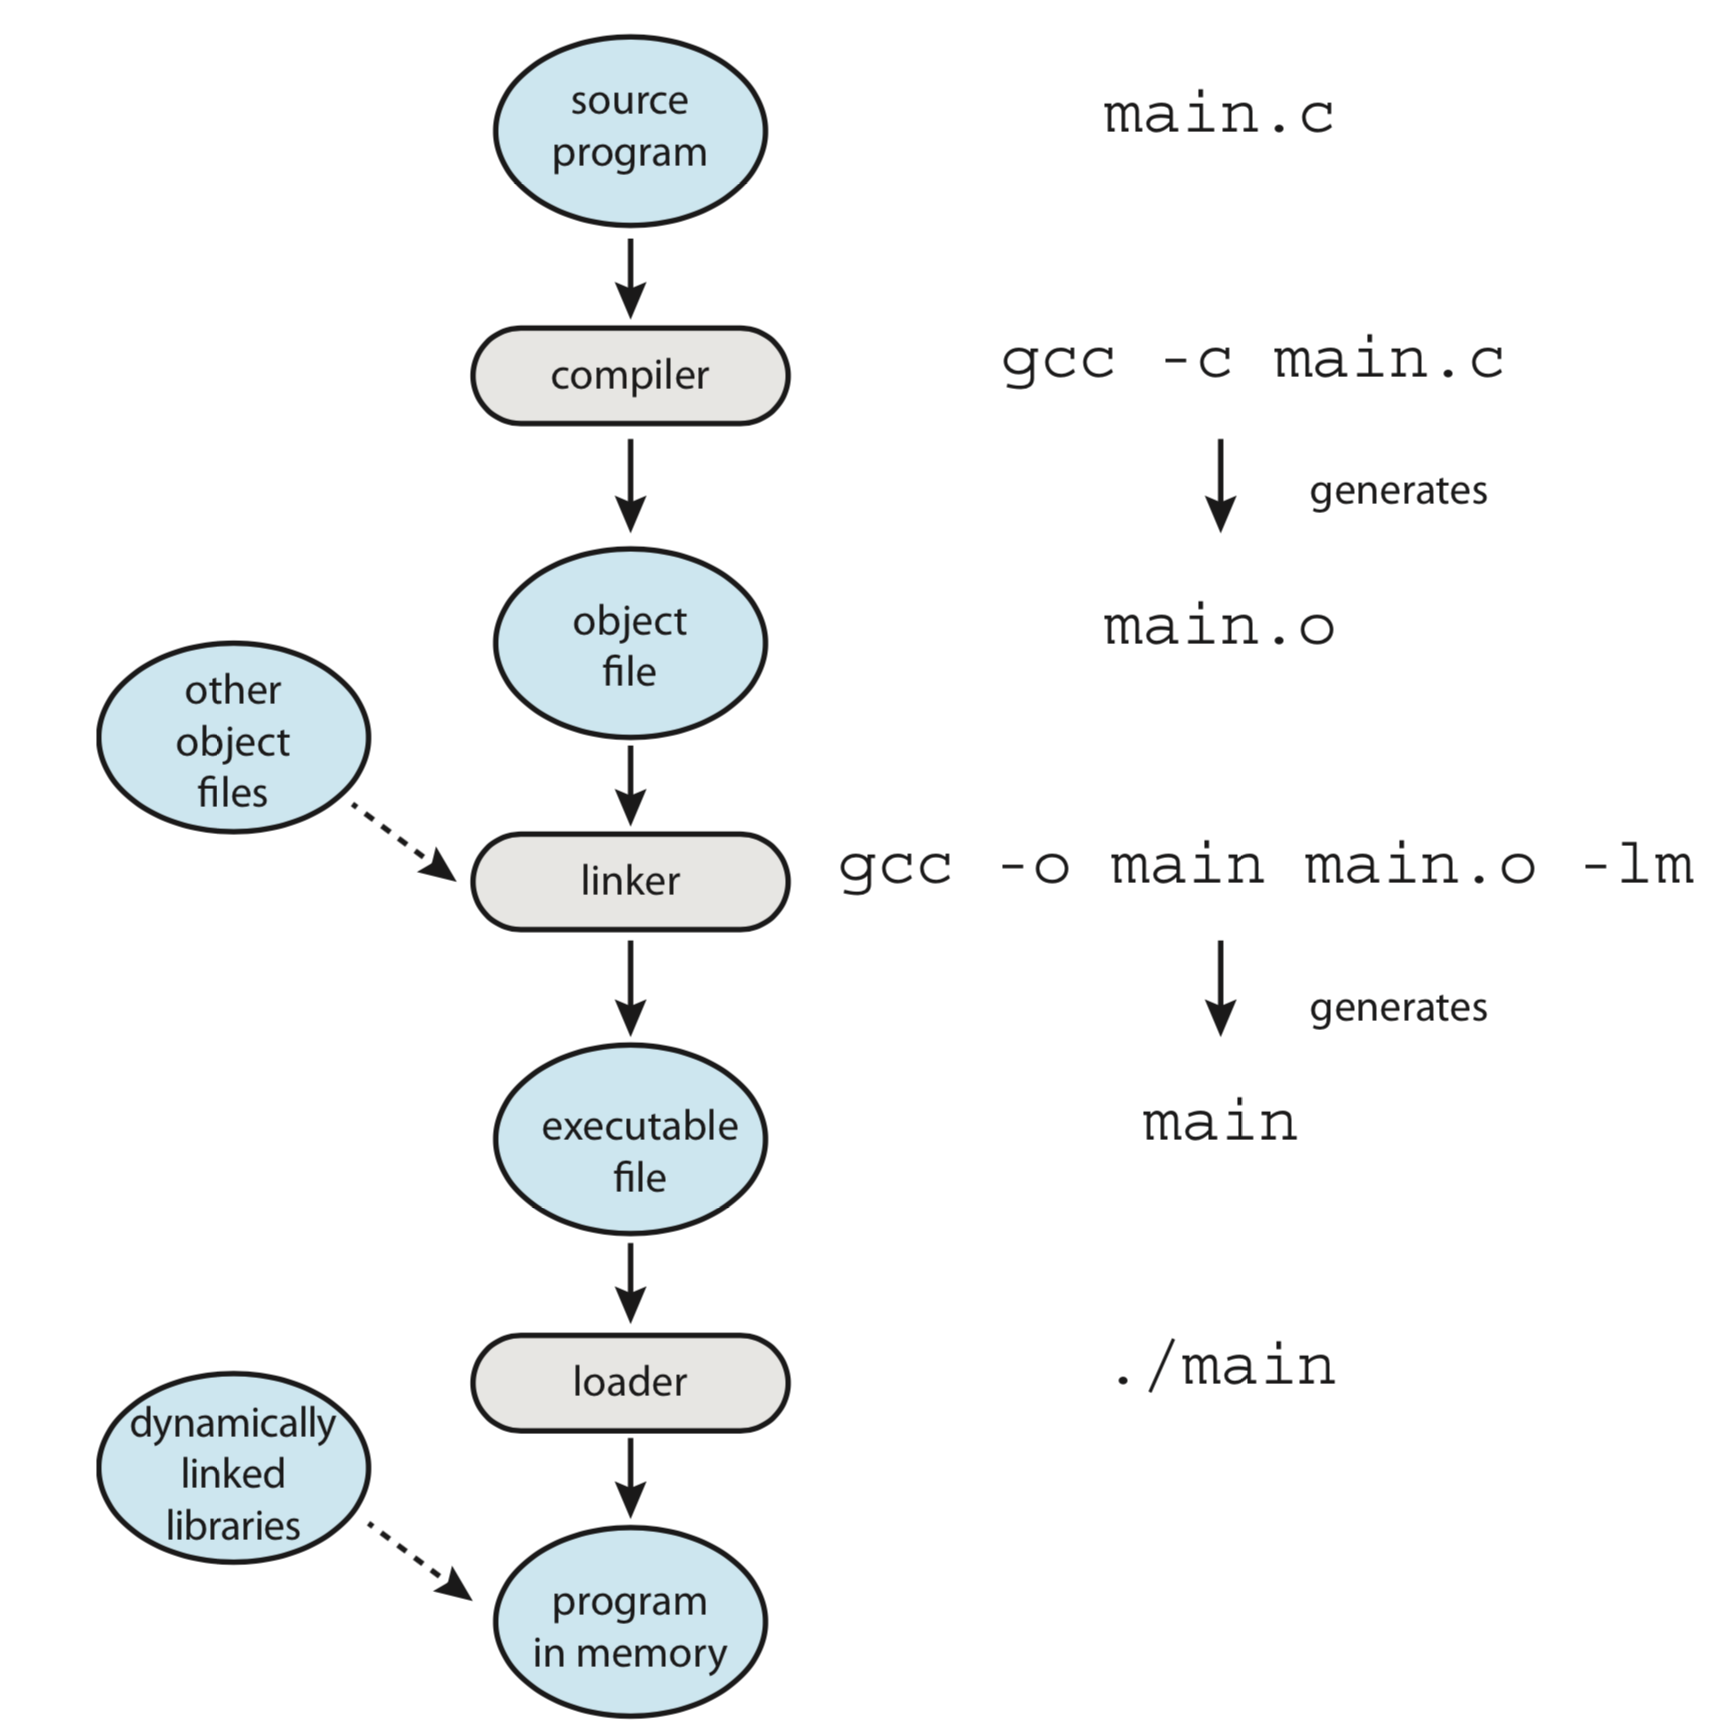 source
program
main.c
compiler
gcc -c main.c
generates
object
file
main.o
other
object
files
linker
gcc -o main main.o -lm
generates
executable
file
main
loader
./main
dynamically
linked
libraries
program
in memory